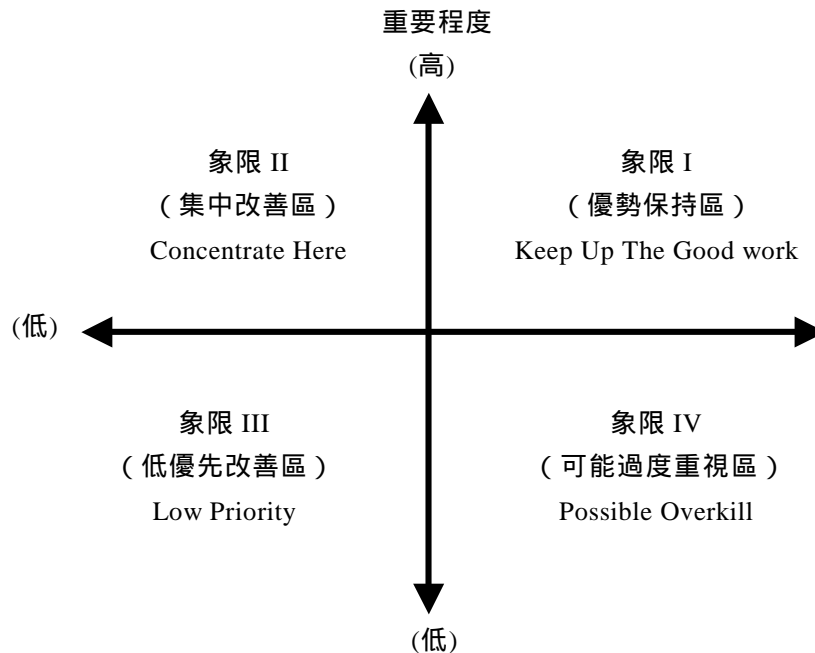 重要程度
(高)
象限 II
（集中改善區）
Concentrate Here
象限 I
（優勢保持區）
Keep Up The Good work
(低)
象限 III
（低優先改善區）
Low Priority
象限 IV
（可能過度重視區）
Possible Overkill
(低)